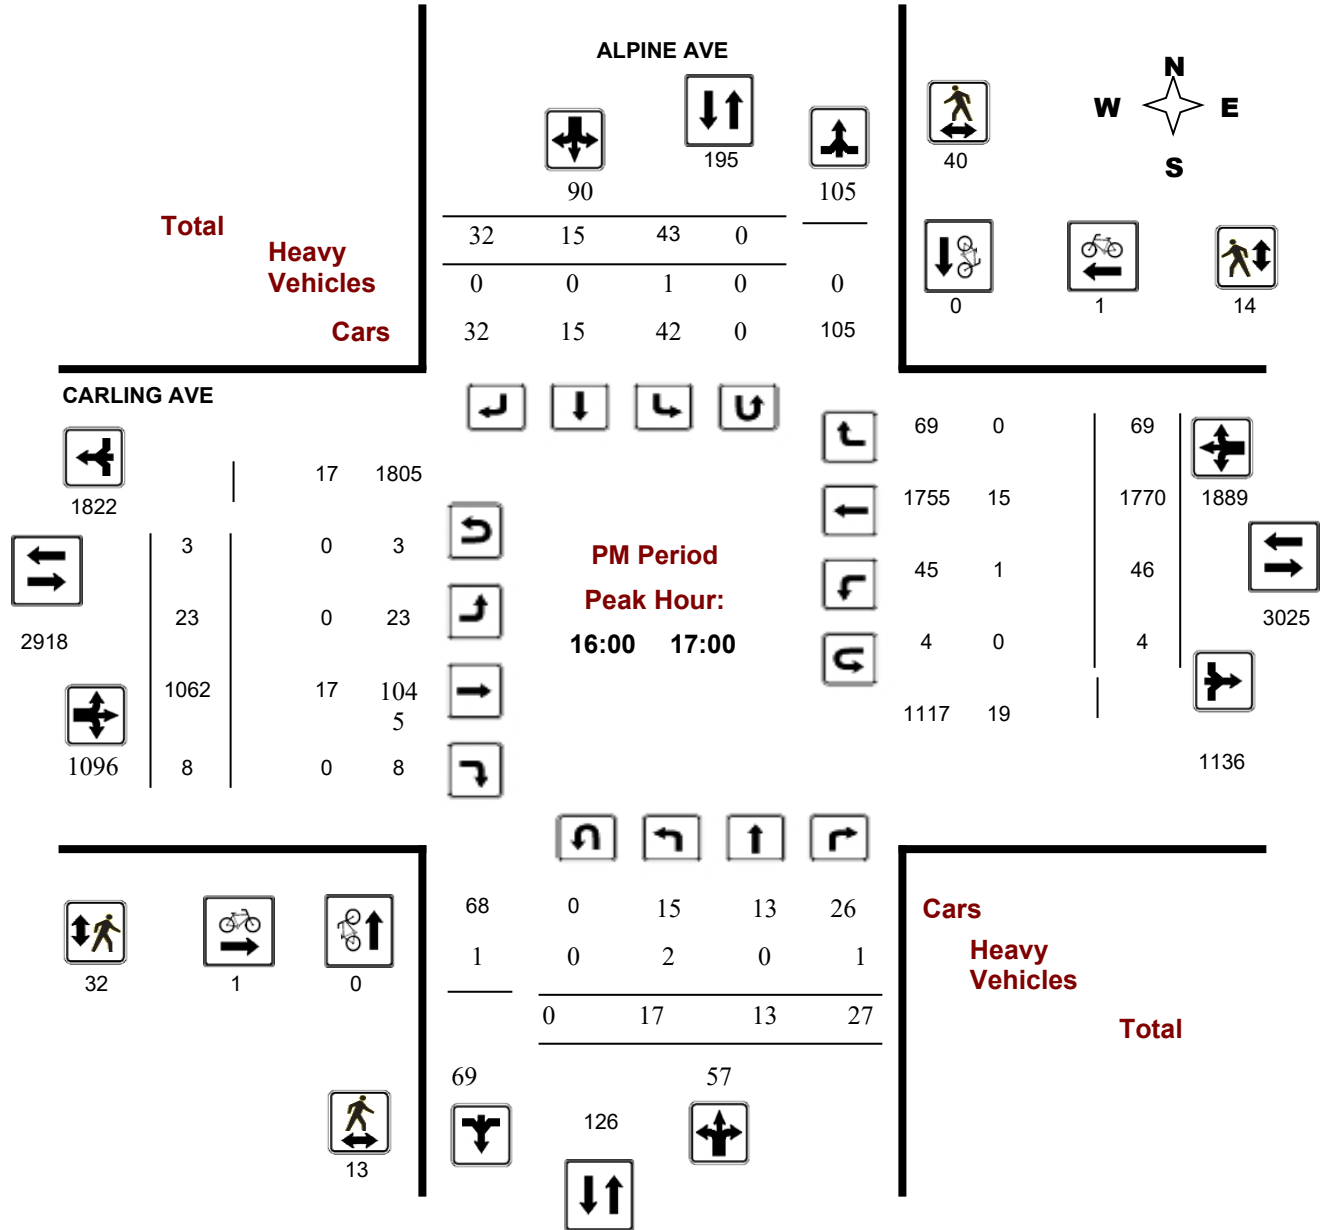 ALPINE AVE
N
W E
S
195
40
90 105
Total
32 15 43 0
Heavy
Vehicles
0 0 1 0 0
0 1 14
Cars
32 15 42 0 105
CARLING AVE
69 0 69
17 1805
1822
1755 15 1770 1889
3 0 3
PM Period
45 1 46
Peak Hour:
23 0 23
3025
2918
16:00 17:00
4 0 4
1062 17 104
5
1117 19
1096 8 0 8
1136
68 0 15 13 26
Cars
1 0 2 0 1
Heavy
Vehicles
32 1 0
0 17 13 27
Total
69 57
126
13